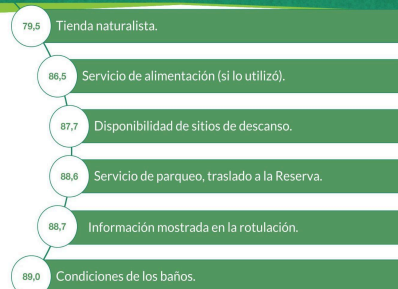 79,5 Tienda naturalista.
86,5 Servicio de alimentación (si lo utilizó).
87,7 Disponibilidad de sitios de descanso.
88,6 Servicio de parqueo, traslado a la Reserva.
88,7 Información mostrada en la rotulación.
89,0 Condiciones de los baños.